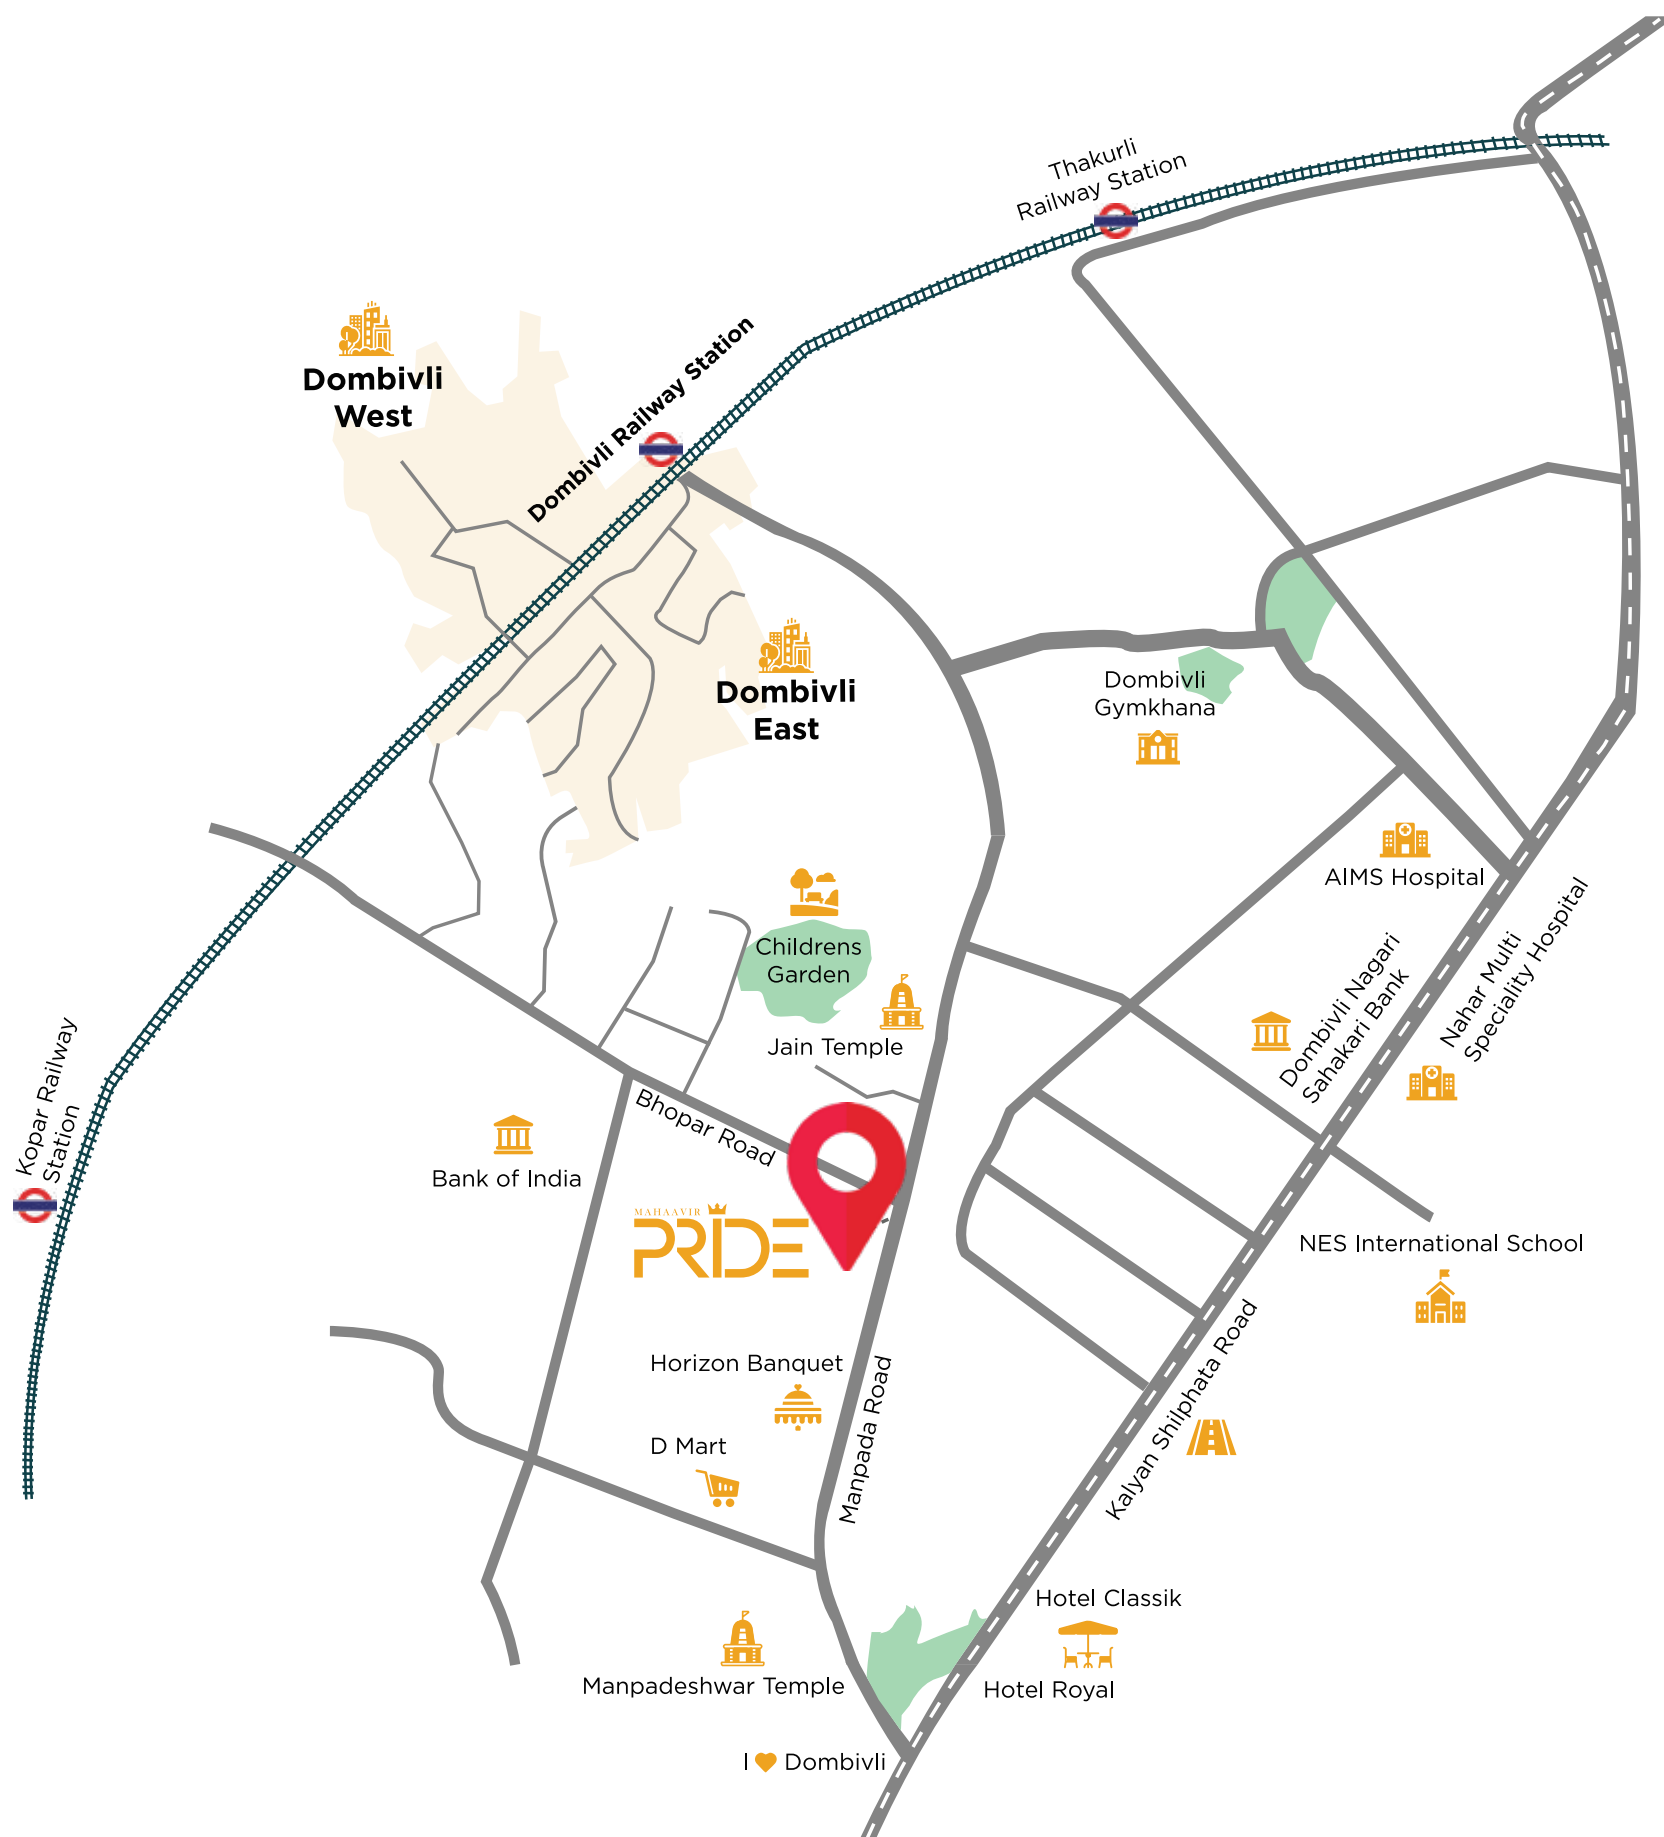 Thakurli
Railway Station
Dombivli
West
Dombivli Railway Station
Dombivli
East
Dombivli
Gymkhana
AIMS Hospital
Childrens
Garden
Jain Temple
Dombivli Nagari
Sahakari Bank
Nahar Multi
Speciality Hospital
Kopar Railway
Station
Bhopar Road
Bank of India
MAHAAVIR
PRIDE
NES International School
Horizon Banquet
Manpada Road
Kalyan Shilphata Road
D Mart
Hotel Classik
Manpadeshwar Temple
Hotel Royal
I Dombivli